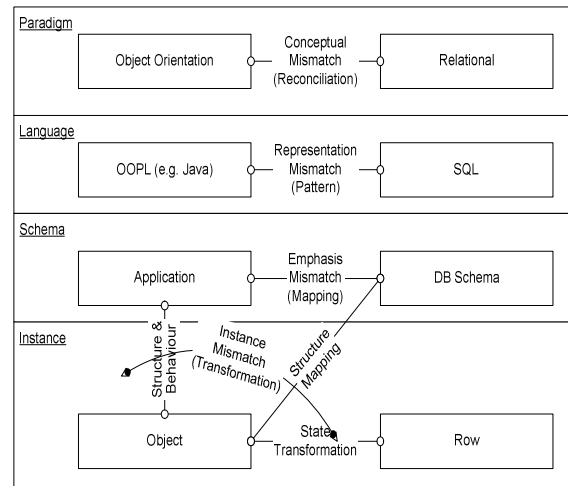 Paradigm
Object Orientation
Conceptual
Mismatch
(Reconciliation)
Relational
Language
OOPL (e.g. Java)
Representation
Mismatch
(Pattern)
SQL
Schema
Application
Emphasis
Mismatch
(Mapping)
DB Schema
Instance
Structure &
Behaviour
Instance
Mismatch
(Transformation)
Structure
Mapping
Object
State
Transformation
Row